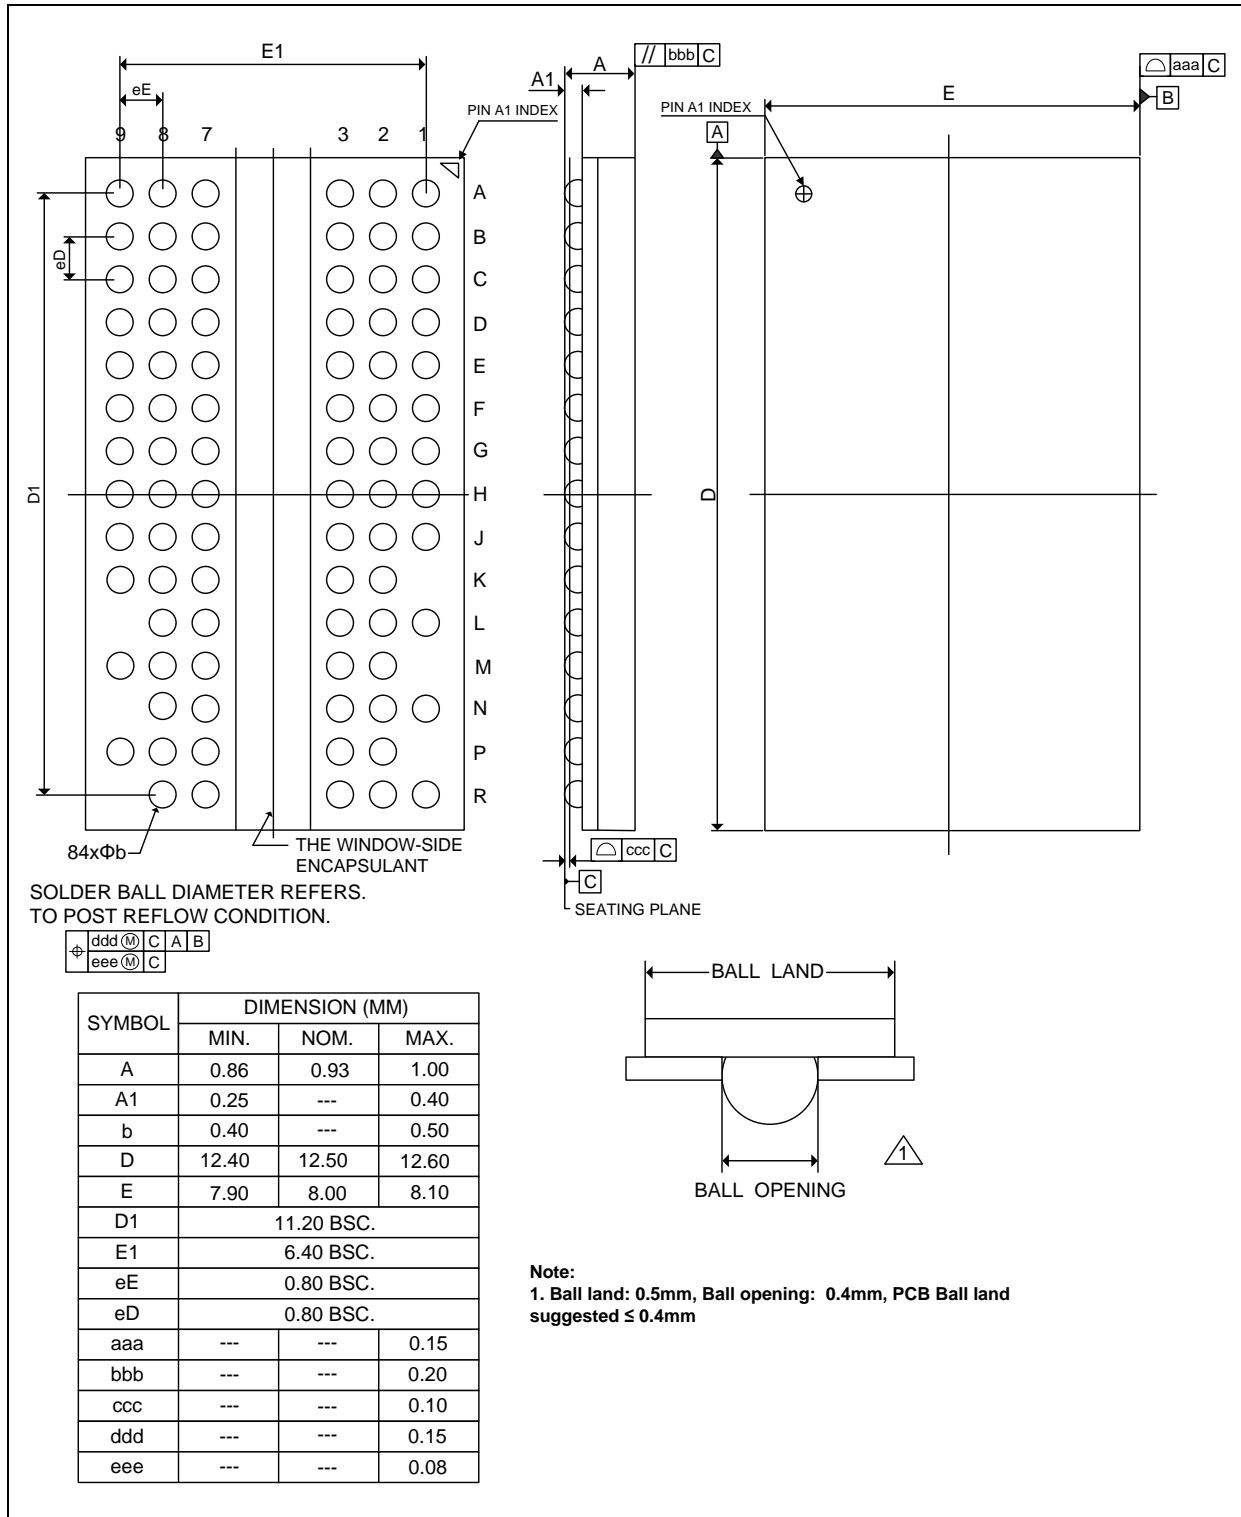 E1
A
// bbb C
aaa C
A1
eE
E
B
PIN A1 INDEX
PIN A1 INDEX
9 8 7 3 2 1
A
A
B
eD
C
D
E
F
G
D1
H
D
J
K
L
M
N
P
R
84xΦb
THE WINDOW-SIDE
ENCAPSULANT
ccc C
C
SEATING PLANE
SOLDER BALL DIAMETER REFERS.
TO POST REFLOW CONDITION.
⌖ ddd Ⓜ C A B
eee Ⓜ C
BALL LAND
1
BALL OPENING
SYMBOL DIMENSION (MM)
MIN. NOM. MAX.
A 0.86 0.93 1.00
A1 0.25 --- 0.40
b 0.40 --- 0.50
D 12.40 12.50 12.60
E 7.90 8.00 8.10
D1 11.20 BSC.
E1 6.40 BSC.
eE 0.80 BSC.
eD 0.80 BSC.
aaa --- --- 0.15
bbb --- --- 0.20
ccc --- --- 0.10
ddd --- --- 0.15
eee --- --- 0.08
Note:
1. Ball land: 0.5mm, Ball opening: 0.4mm, PCB Ball land
suggested ≤ 0.4mm